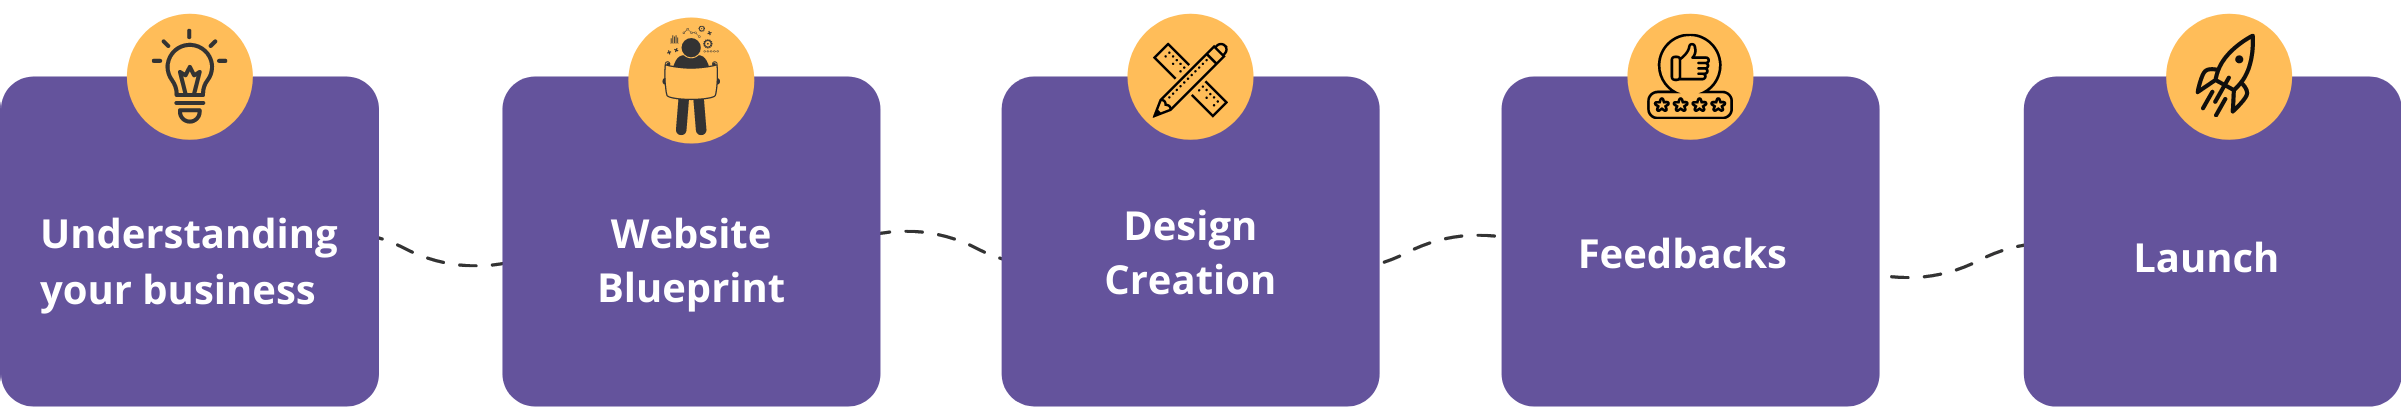 Understanding
your business
Website
Blueprint
Design
Creation
Feedbacks
Launch